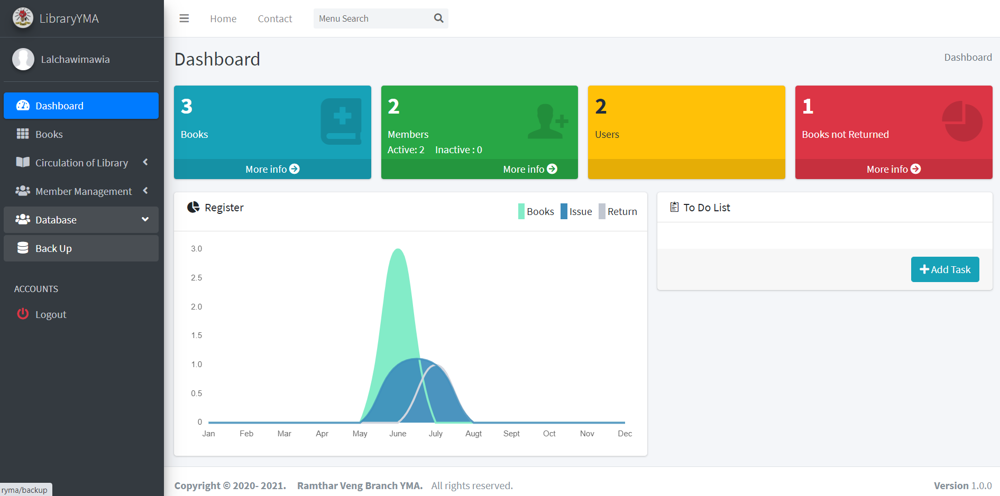 LibraryYMA
Home
Contact
Menu Search
Lalchawimawia
Dashboard
Books
Circulation of Library
Member Management
Database
Back Up
ACCOUNTS
Logout
Dashboard
Dashboard
3
Books
More info
2
Members
Active: 2 Inactive : 0
More info
2
Users
1
Books not Returned
More info
Register
Books Issue Return
3.0
2.5
2.0
1.5
1.0
0.5
0
Jan Feb Mar Apr May June July Augt Sept Oct Nov Dec
To Do List
Add Task
Copyright © 2020- 2021. Ramthar Veng Branch YMA. All rights reserved.
Version 1.0.0
ryma/backup